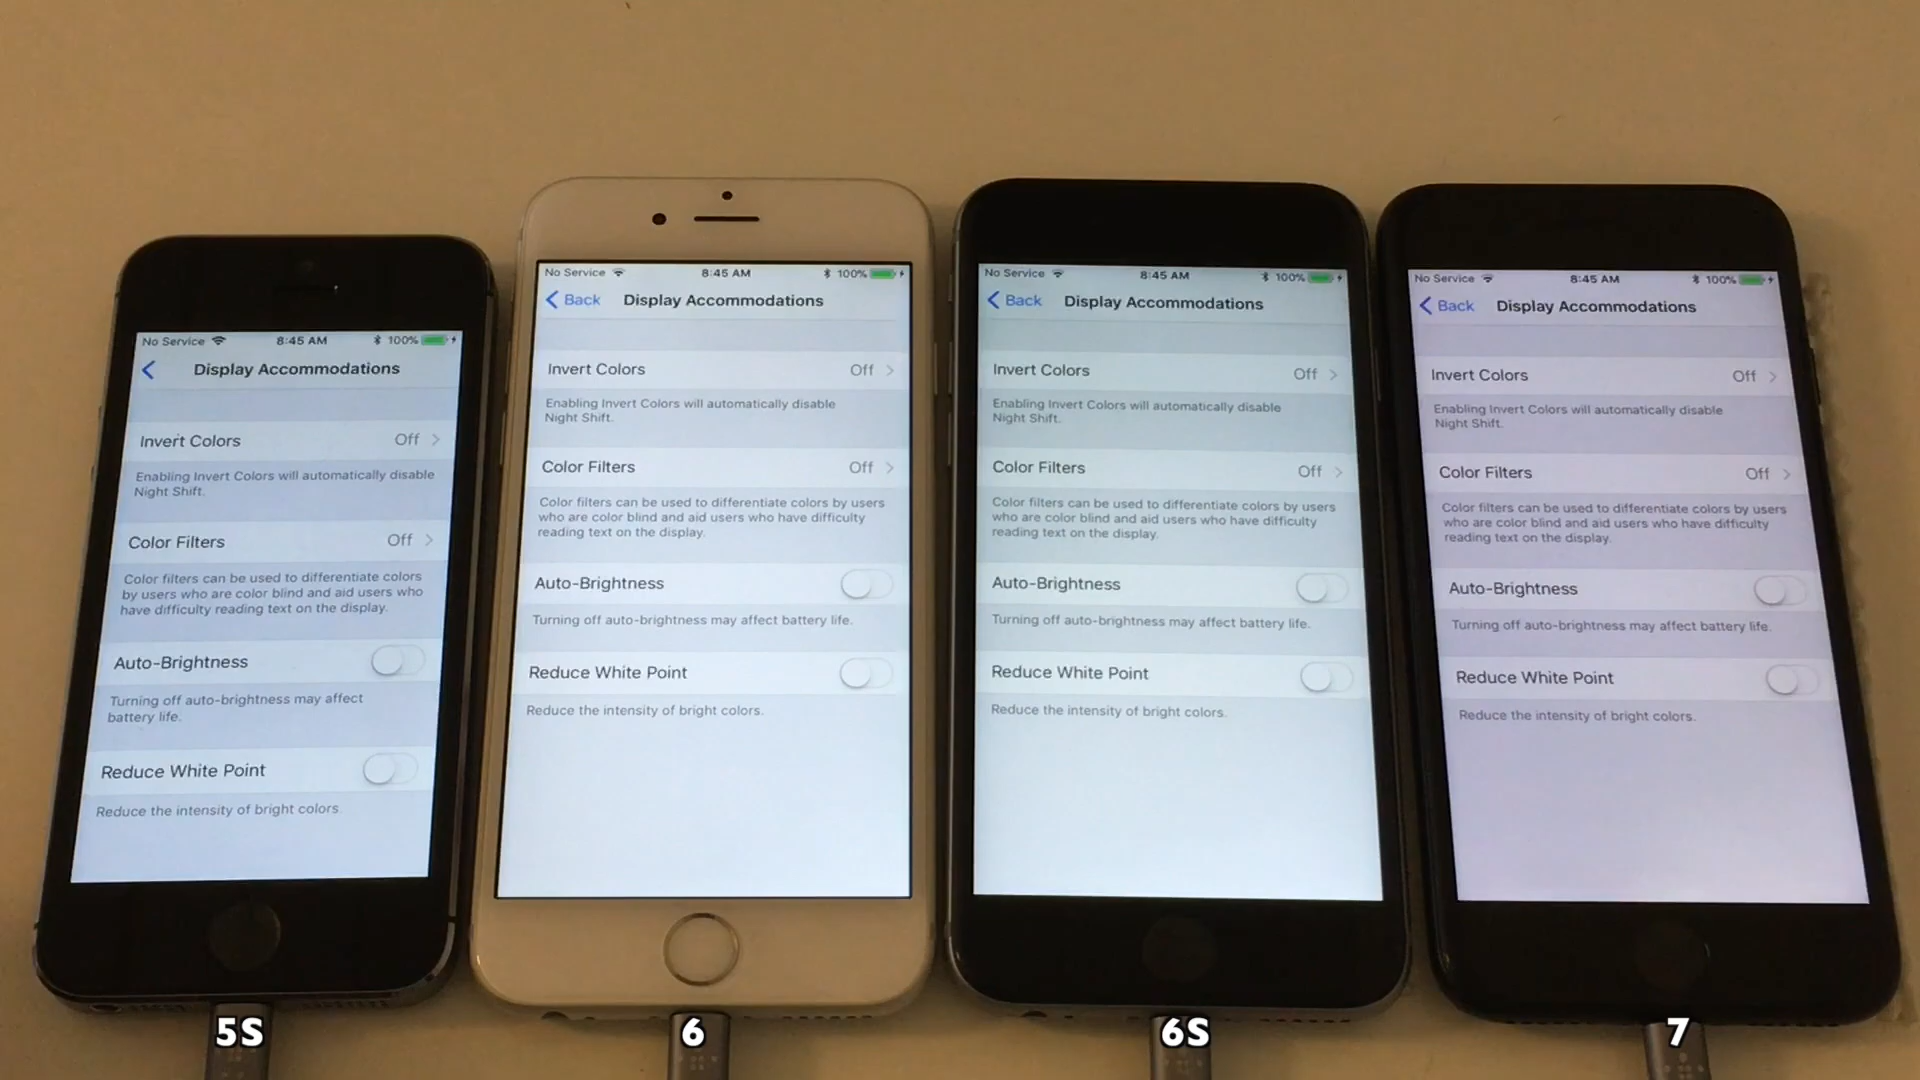 No Service 8:45 AM 100%
Display Accommodations
Invert Colors Off
Enabling Invert Colors will automatically disable
Night Shift.
Color Filters Off
Color filters can be used to differentiate colors
by users who are color blind and aid users who
have difficulty reading text on the display.
Auto-Brightness
Turning off auto-brightness may affect
battery life.
Reduce White Point
Reduce the intensity of bright colors.
5S
No Service 8:45 AM 100%
Back Display Accommodations
Invert Colors Off
Enabling Invert Colors will automatically disable
Night Shift.
Color Filters Off
Color filters can be used to differentiate colors by users
who are color blind and aid users who have difficulty
reading text on the display.
Auto-Brightness
Turning off auto-brightness may affect battery life.
Reduce White Point
Reduce the intensity of bright colors.
6
No Service 8:45 AM 100%
Back Display Accommodations
Invert Colors Off
Enabling Invert Colors will automatically disable
Night Shift.
Color Filters Off
Color filters can be used to differentiate colors by users
who are color blind and aid users who have difficulty
reading text on the display.
Auto-Brightness
Turning off auto-brightness may affect battery life.
Reduce White Point
Reduce the intensity of bright colors.
6S
No Service 8:45 AM 100%
Back Display Accommodations
Invert Colors Off
Enabling Invert Colors will automatically disable
Night Shift.
Color Filters Off
Color filters can be used to differentiate colors by users
who are color blind and aid users who have difficulty
reading text on the display.
Auto-Brightness
Turning off auto-brightness may affect battery life.
Reduce White Point
Reduce the intensity of bright colors.
7